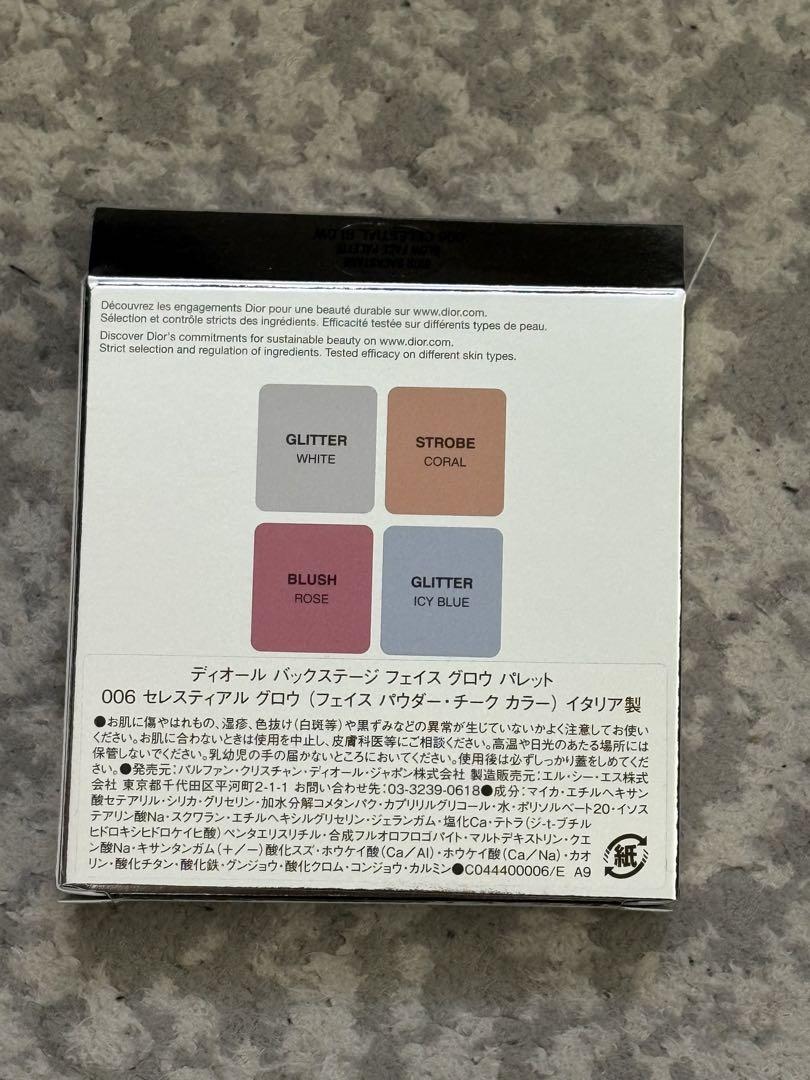 006 CELESTIAL GLOW
GLOW FACE PALETTE
DIOR BACKSTAGE
Découvrez les engagements Dior pour une beauté durable sur www.dior.com.
Sélection et contrôle stricts des ingrédients. Efficacité testée sur différents types de peau.
Discover Dior's commitments for sustainable beauty on www.dior.com.
Strict selection and regulation of ingredients. Tested efficacy on different skin types.
GLITTER
WHITE
STROBE
CORAL
BLUSH
ROSE
GLITTER
ICY BLUE
ディオール バックステージ フェイス グロウ パレット
006 セレスティアル グロウ (フェイス パウダー・チーク カラー) イタリア製
●お肌に傷やはれもの、湿疹、色抜け(白斑等)や黒ずみなどの異常が生じていないかよく注意してお使い
ください。お肌に合わないときは使用を中止し、皮膚科医等にご相談ください。高温や日光のあたる場所には
保管しないでください。乳幼児の手の届かないところにおいてください。使用後は必ずしっかり蓋をしめてくだ
さい。●発売元:パルファン・クリスチャン・ディオール・ジャポン株式会社 製造販売元:エル・シー・エス株式
会社 東京都千代田区平河町2-1-1 お問い合わせ先:03-3239-0618●成分:マイカ・エチルヘキサン
酸セテアリル・シリカ・グリセリン・加水分解コメタンパク・カプリリルグリコール・水・ポリソルベート20・イソス
テアリン酸Na・スクワラン・エチルヘキシルグリセリン・ジェランガム・塩化Ca・テトラ(ジ-t-ブチル
ヒドロキシヒドロケイヒ酸)ペンタエリスリチル・合成フルオロフロゴパイト・マルトデキストリン・クエ
ン酸Na・キサンタンガム(+/-)酸化スズ・ホウケイ酸(Ca/Al)・ホウケイ酸(Ca/Na)・カオ
リン・酸化チタン・酸化鉄・グンジョウ・酸化クロム・コンジョウ・カルミン●C044400006/E A9
紙